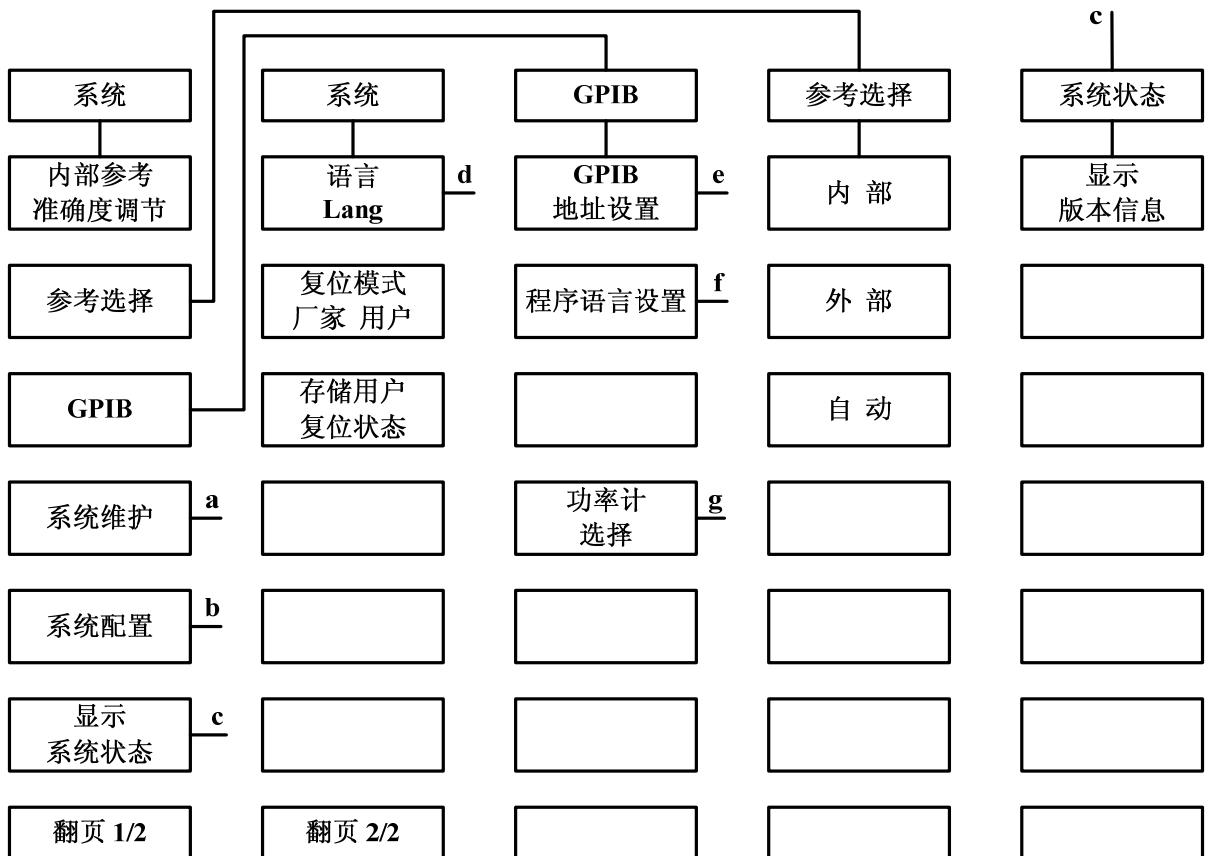 c
系统
系统
GPIB
参考选择
系统状态
内部参考
准确度调节
语言
Lang
d
GPIB
地址设置
e
内 部
显示
版本信息
参考选择
复位模式
厂家 用户
程序语言设置
f
外 部
GPIB
存储用户
复位状态
自 动
系统维护
a
功率计
选择
g
系统配置
b
显示
系统状态
c
翻页 1/2
翻页 2/2